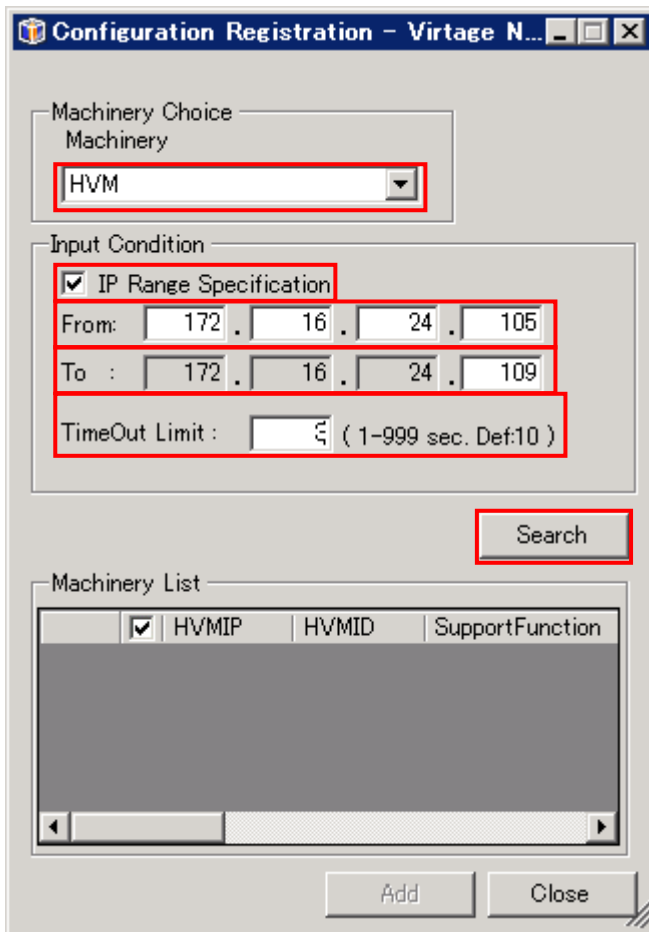 Configuration Registration - Virtage N...
Machinery Choice
Machinery
HVM
Input Condition
IP Range Specification
From: 172 . 16 . 24 . 105
To : 172 . 16 . 24 . 109
TimeOut Limit : ( 1-999 sec. Def:10 )
Search
Machinery List
HVMIP HVMID SupportFunction
Add Close